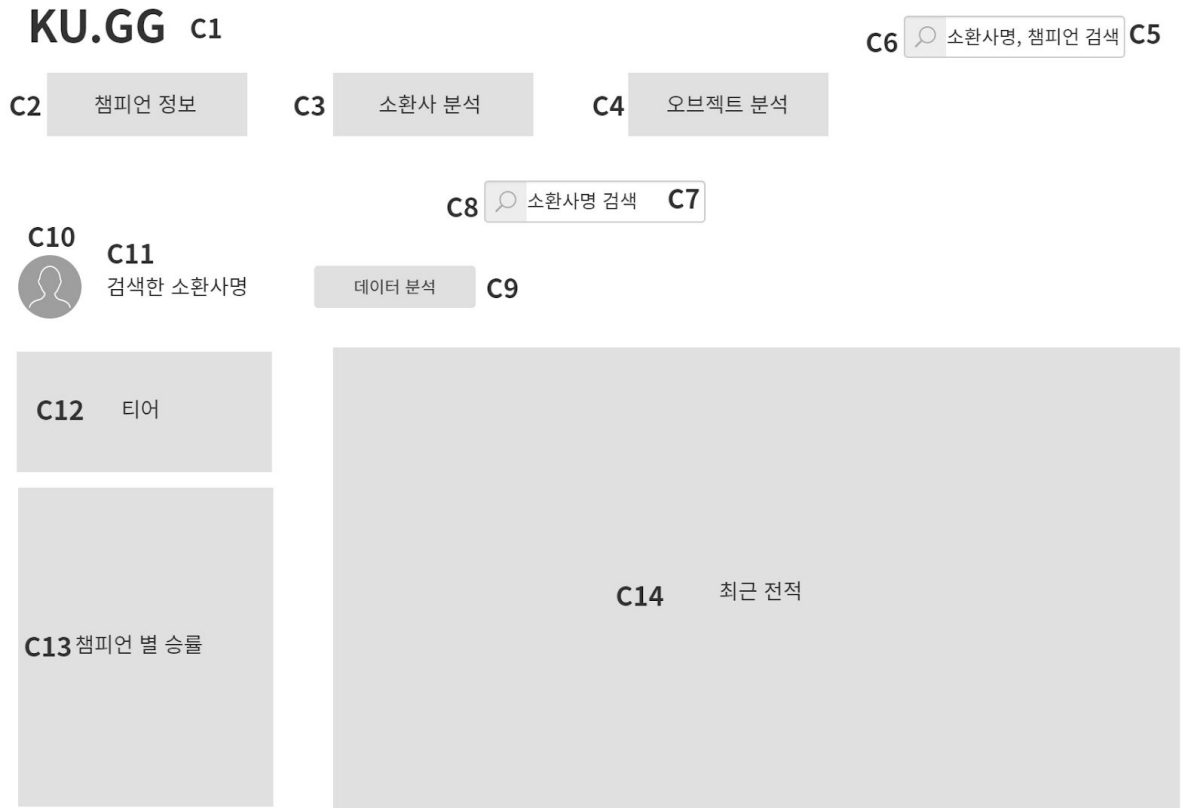 KU.GG C1
C6 소환사명, 챔피언 검색 C5
C2 챔피언 정보 C3 소환사 분석 C4 오브젝트 분석
C8 소환사명 검색 C7
C10
C11
검색한 소환사명 데이터 분석 C9
C12 티어
C14 최근 전적
C13 챔피언 별 승률